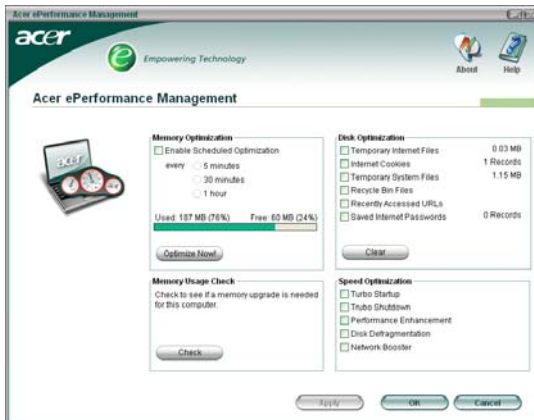 Acer ePerformance Management
acer
e
Empowering Technology
About
Help
Acer ePerformance Management
Memory Optimization
Enable Scheduled Optimization
every
5 minutes
30 minutes
1 hour
Used: 187 MB (76%) Free: 60 MB (24%)
Optimize Now!
Memory Usage Check
Check to see if a memory upgrade is needed
for this computer.
Check
Disk Optimization
Temporary Internet Files 0.03 MB
Internet Cookies 1 Records
Temporary System Files 1.15 MB
Recycle Bin Files
Recently Accessed URLs
Saved Internet Passwords 0 Records
Clear
Speed Optimization
Turbo Startup
Trubo Shutdown
Performance Enhancement
Disk Defragmentation
Network Booster
Apply
OK
Cancel